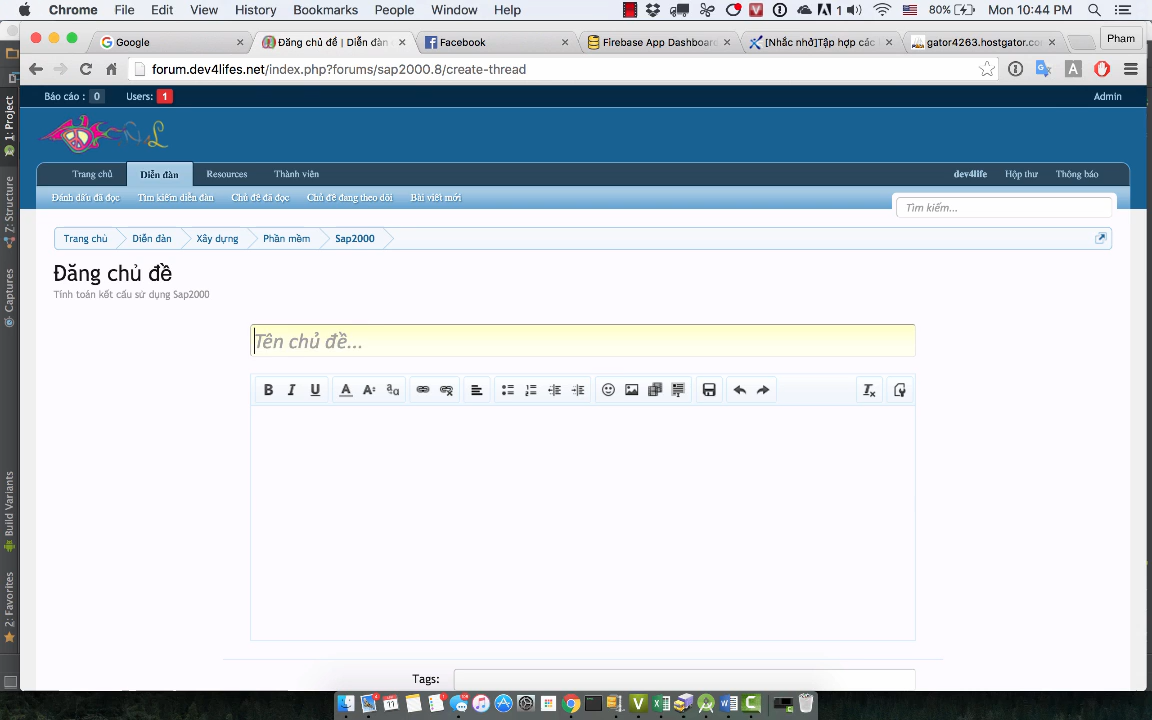 Chrome File Edit View History Bookmarks People Window Help 1 80% Mon 10:44 PM
Google Đăng chủ đề | Diễn đàn Facebook Firebase App Dashboard [Nhắc nhở]Tập hợp các gator4263.hostgator.co Pham
forum.dev4lifes.net/index.php?forums/sap2000.8/create-thread
Báo cáo : 0 Users: 1 Admin
Trang chủ Diễn đàn Resources Thành viên dev4life Hộp thư Thông báo
Đánh dấu đã đọc Tìm kiếm diễn đàn Chủ đề đã đọc Chủ đề đang theo dõi Bài viết mới
Tìm kiếm...
Trang chủ Diễn đàn Xây dựng Phần mềm Sap2000
Đăng chủ đề
Tính toán kết cấu sử dụng Sap2000
Tên chủ đề...
B I U A A
Tags:
1: Project
Z: Structure
Captures
Build Variants
2: Favorites